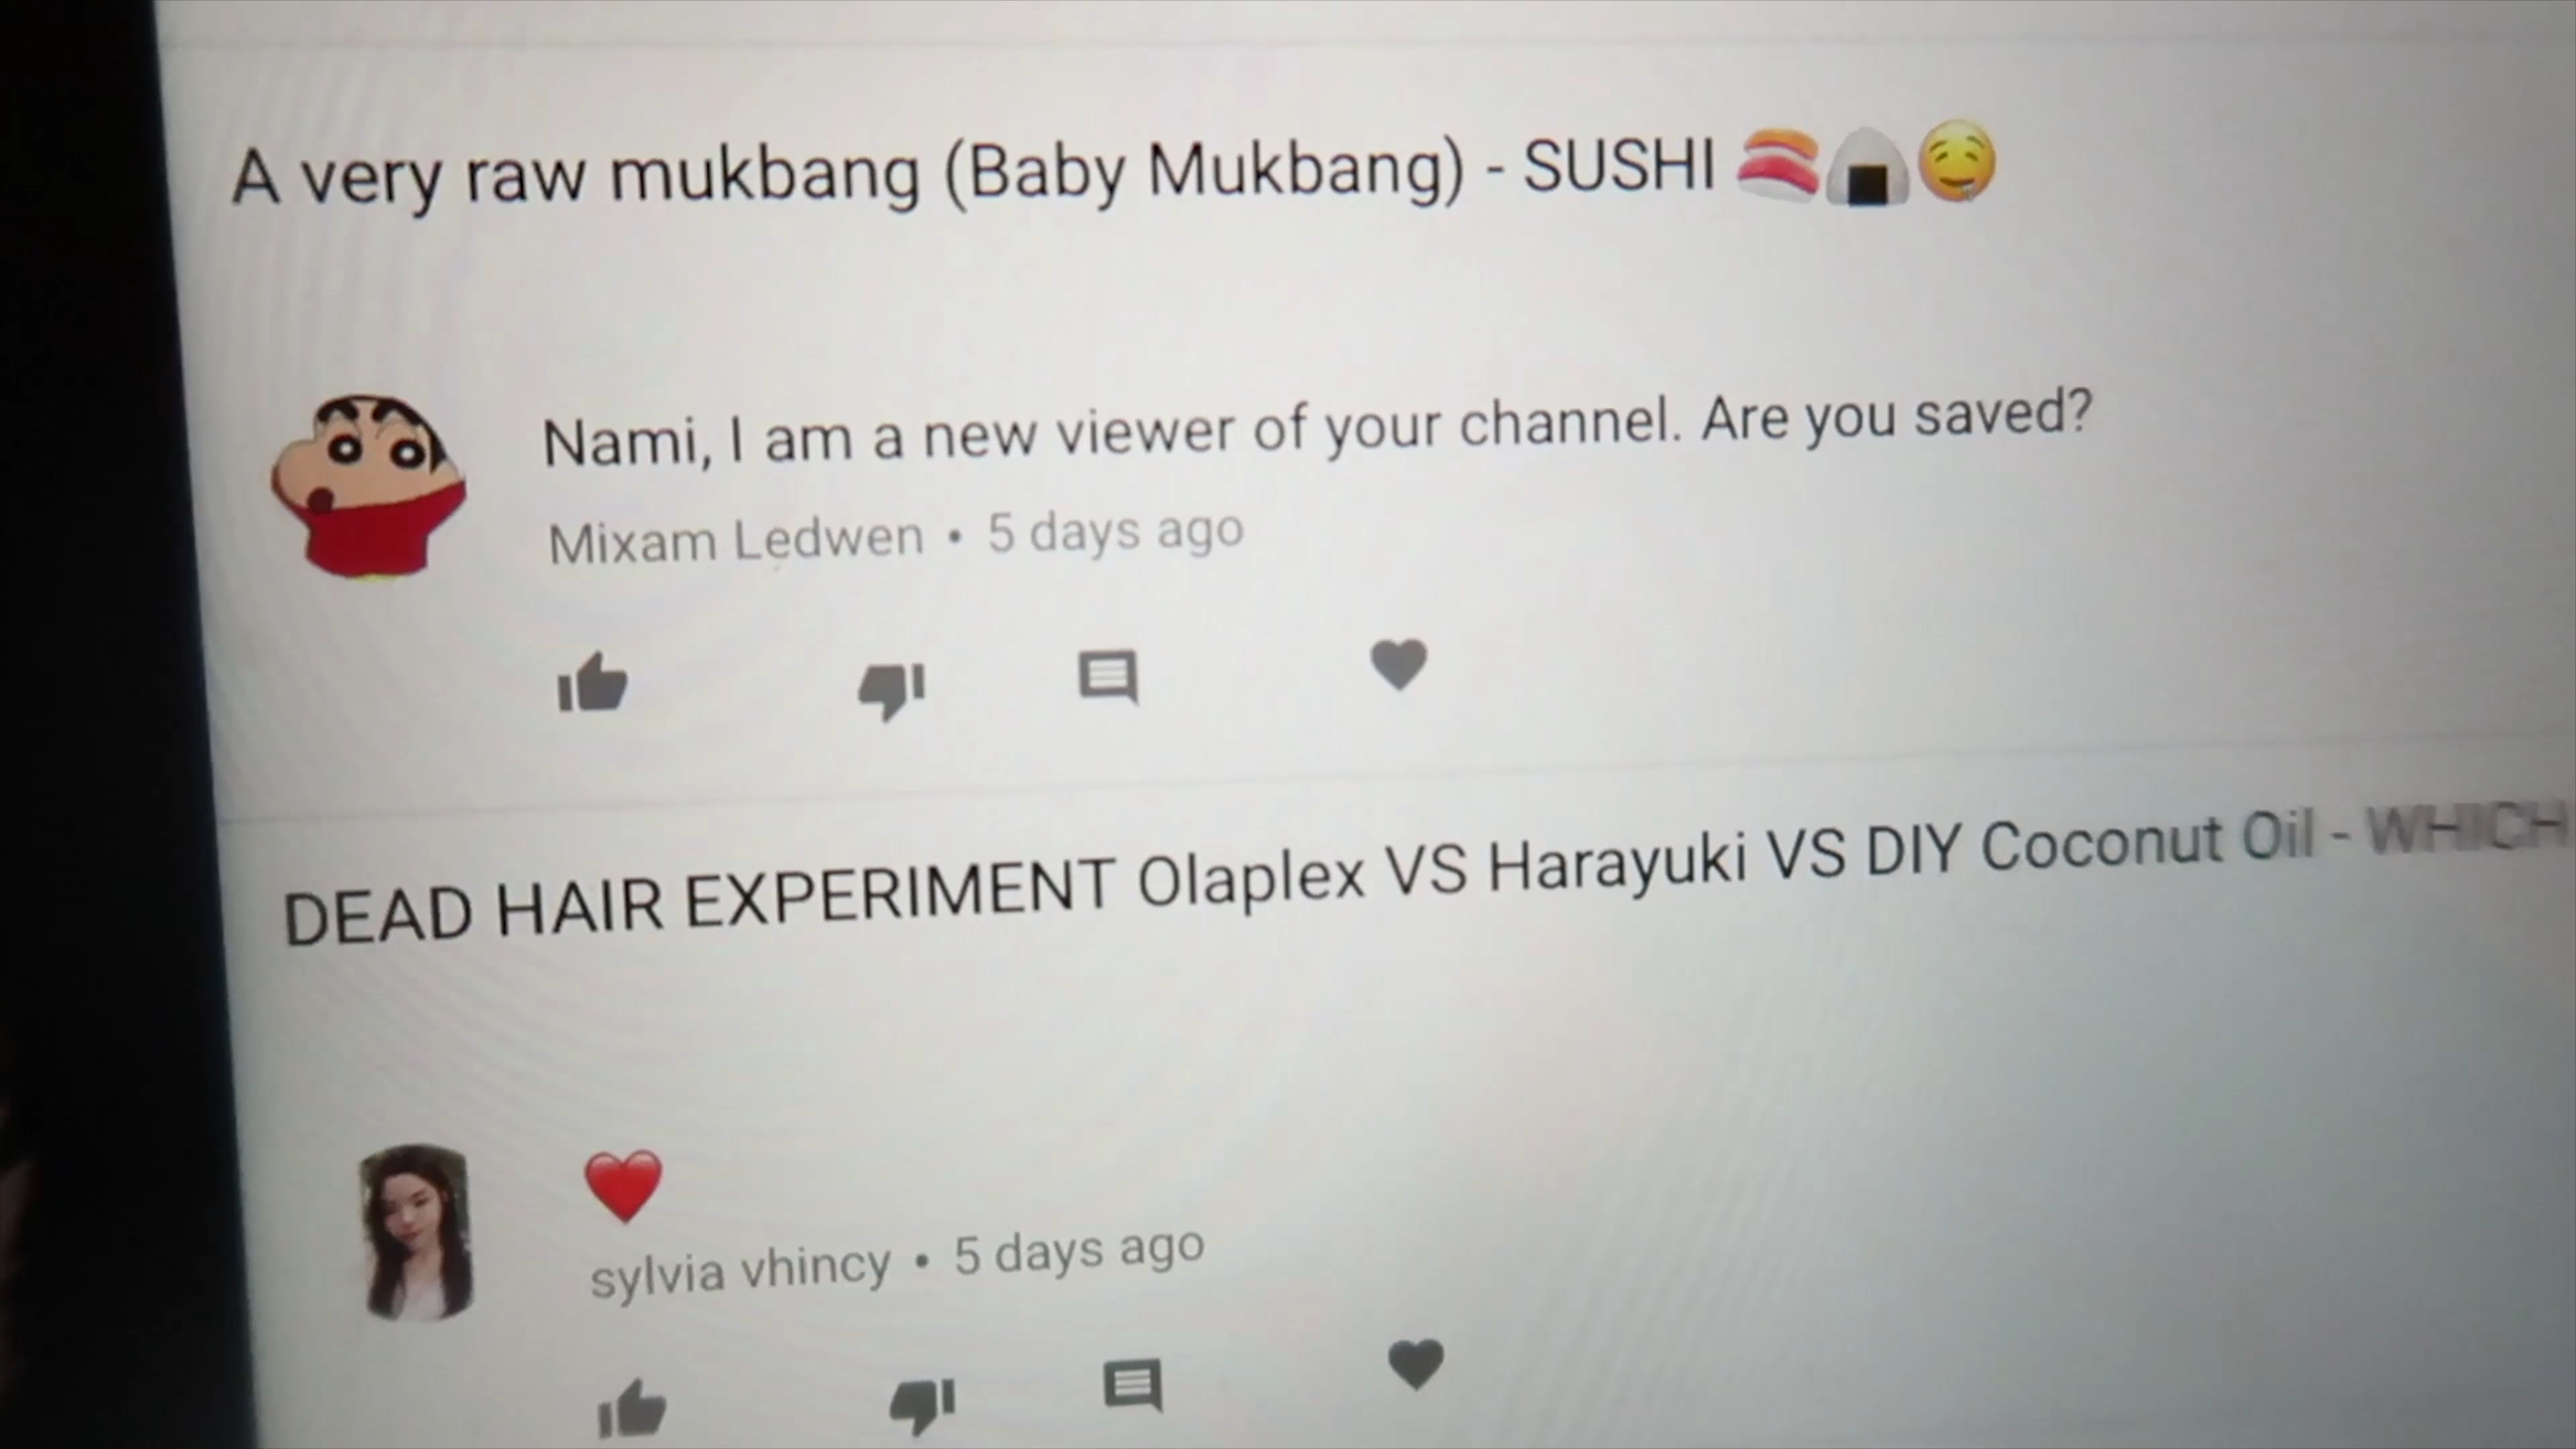 A very raw mukbang (Baby Mukbang) - SUSHI 🍣🍙🤤
Nami, I am a new viewer of your channel. Are you saved?
Mixam Ledwen • 5 days ago
DEAD HAIR EXPERIMENT Olaplex VS Harayuki VS DIY Coconut Oil - WHICH
❤️
sylvia vhincy • 5 days ago